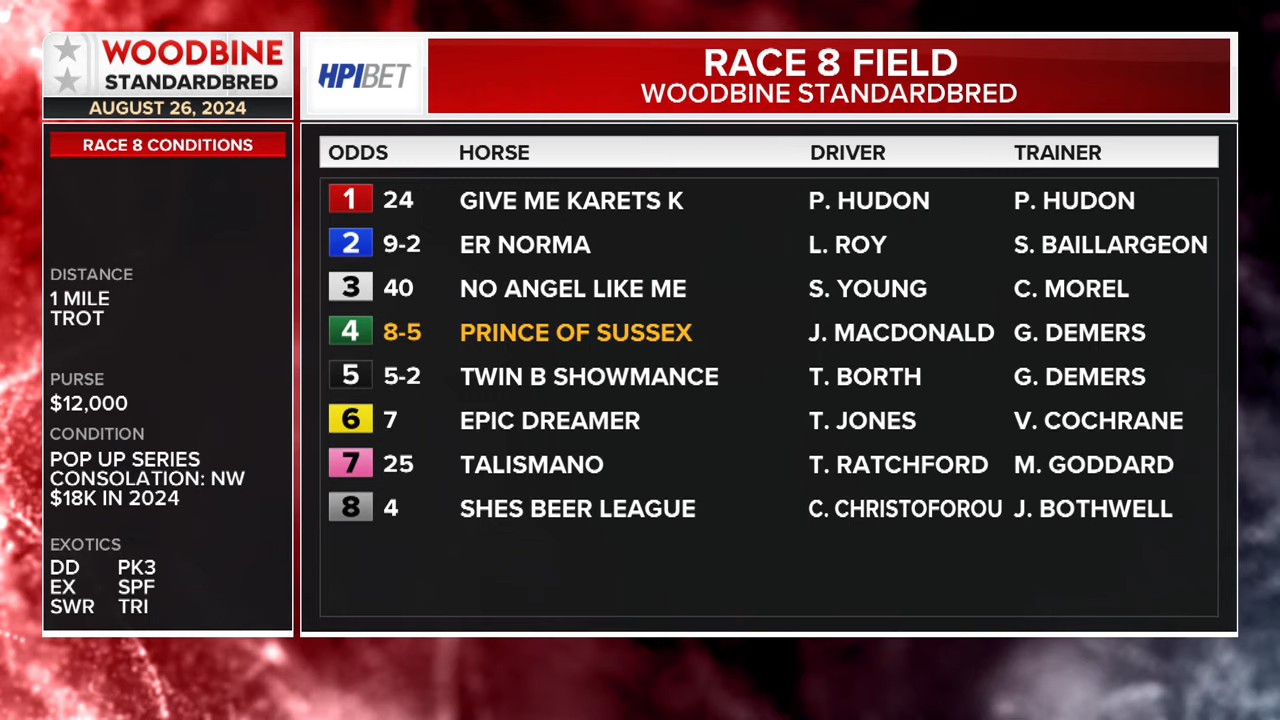 WOODBINE
STANDARDBRED
AUGUST 26, 2024
HPIBET
RACE 8 FIELD
WOODBINE STANDARDBRED
RACE 8 CONDITIONS
DISTANCE
1 MILE
TROT
PURSE
$12,000
CONDITION
POP UP SERIES
CONSOLATION: NW
$18K IN 2024
EXOTICS
DD PK3
EX SPF
SWR TRI
ODDS HORSE DRIVER TRAINER
1 24 GIVE ME KARETS K P. HUDON P. HUDON
2 9-2 ER NORMA L. ROY S. BAILLARGEON
3 40 NO ANGEL LIKE ME S. YOUNG C. MOREL
4 8-5 PRINCE OF SUSSEX J. MACDONALD G. DEMERS
5 5-2 TWIN B SHOWMANCE T. BORTH G. DEMERS
6 7 EPIC DREAMER T. JONES V. COCHRANE
7 25 TALISMANO T. RATCHFORD M. GODDARD
8 4 SHES BEER LEAGUE C. CHRISTOFOROU J. BOTHWELL